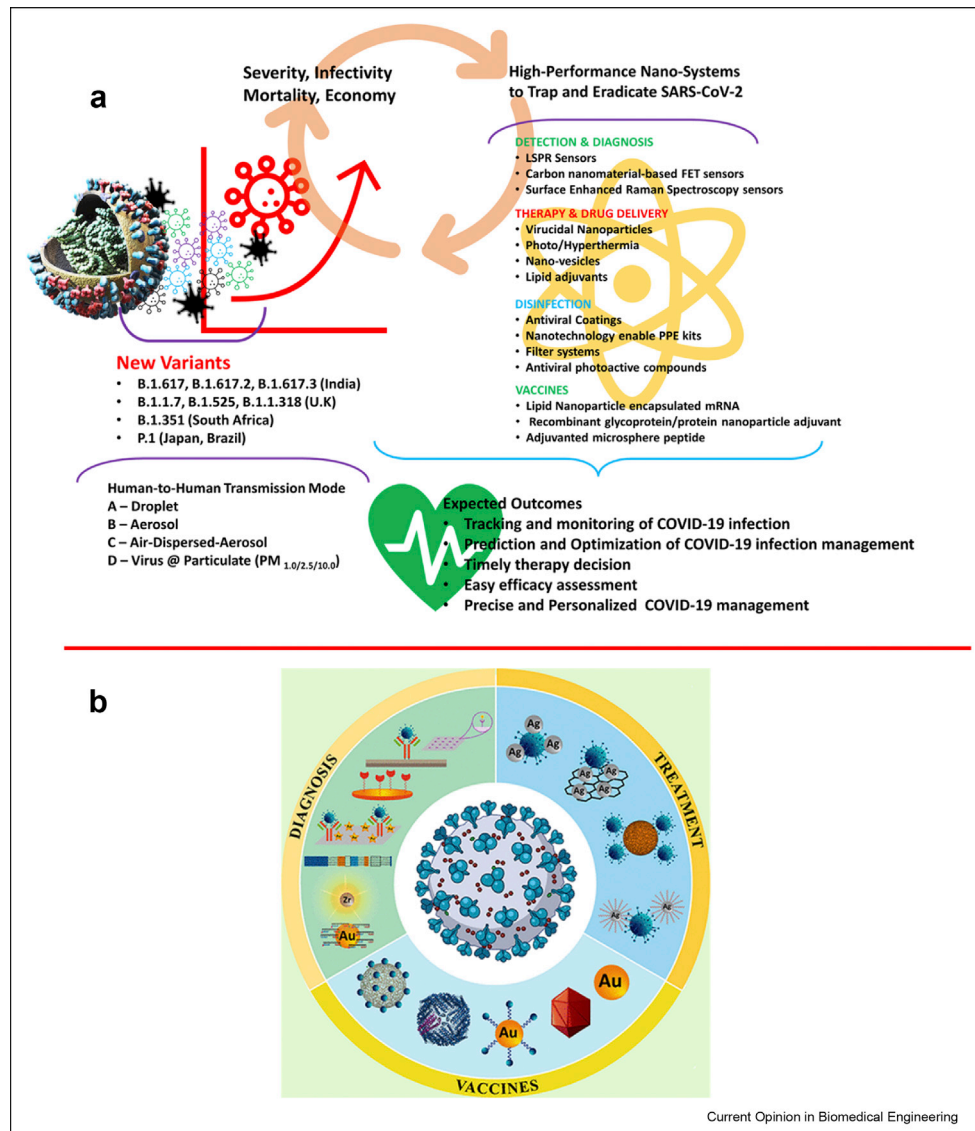 a
Severity, Infectivity
Mortality, Economy
High-Performance Nano-Systems
to Trap and Eradicate SARS-CoV-2
DETECTION & DIAGNOSIS
• LSPR Sensors
• Carbon nanomaterial-based FET sensors
• Surface Enhanced Raman Spectroscopy sensors
THERAPY & DRUG DELIVERY
• Virucidal Nanoparticles
• Photo/Hyperthermia
• Nano-vesicles
• Lipid adjuvants
DISINFECTION
• Antiviral Coatings
• Nanotechnology enable PPE kits
• Filter systems
• Antiviral photoactive compounds
VACCINES
• Lipid Nanoparticle encapsulated mRNA
• Recombinant glycoprotein/protein nanoparticle adjuvant
• Adjuvanted microsphere peptide
New Variants
• B.1.617, B.1.617.2, B.1.617.3 (India)
• B.1.1.7, B.1.525, B.1.1.318 (U.K)
• B.1.351 (South Africa)
• P.1 (Japan, Brazil)
Human-to-Human Transmission Mode
A – Droplet
B – Aerosol
C – Air-Dispersed-Aerosol
D – Virus @ Particulate (PM 1.0/2.5/10.0)
Expected Outcomes
• Tracking and monitoring of COVID-19 infection
• Prediction and Optimization of COVID-19 infection management
• Timely therapy decision
• Easy efficacy assessment
• Precise and Personalized COVID-19 management
b
DIAGNOSIS
Zr
Au
TREATMENT
Ag
Ag
Ag
Ag
Ag
Ag
Ag
Ag
Au
Au
VACCINES
Current Opinion in Biomedical Engineering